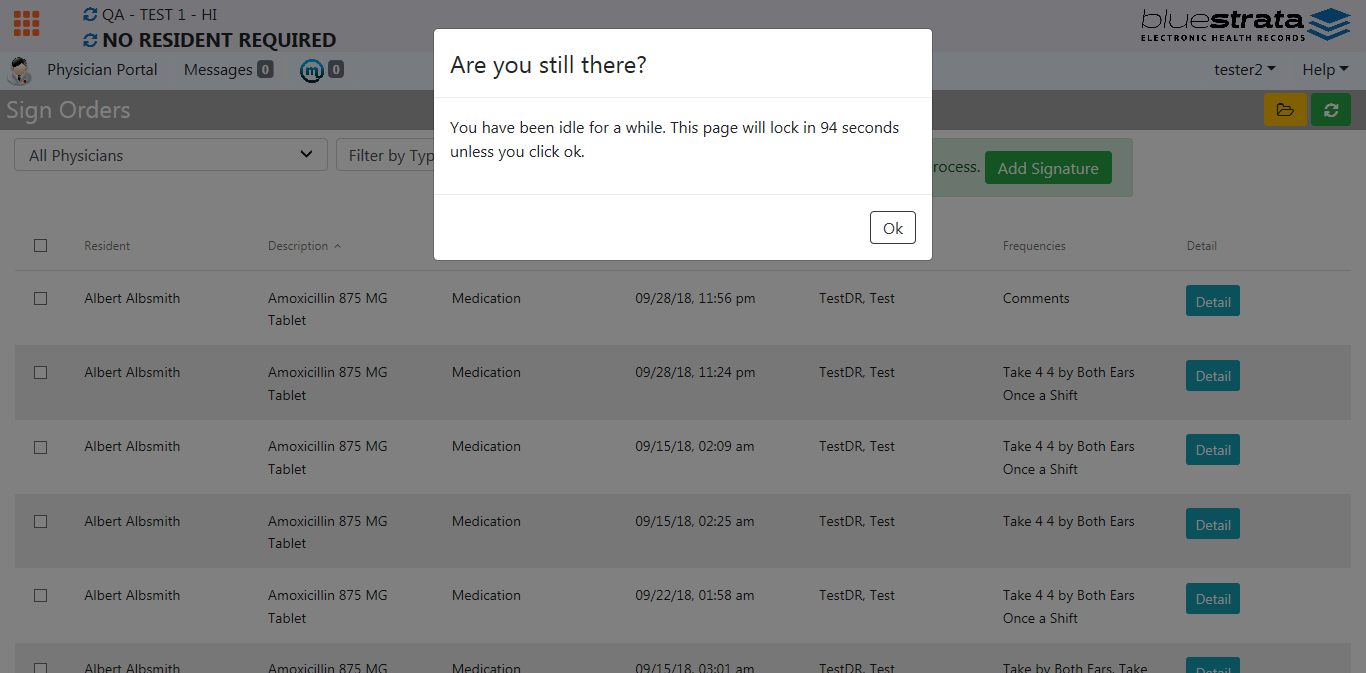 QA - TEST 1 - HI
NO RESIDENT REQUIRED
bluestrata
ELECTRONIC HEALTH RECORDS
Physician Portal Messages 0 m 0 tester2 Help
Sign Orders
Are you still there?
You have been idle for a while. This page will lock in 94 seconds
unless you click ok.
Ok
All Physicians Filter by Typ rocess. Add Signature
Resident Description Frequencies Detail
Albert Albsmith Amoxicillin 875 MG Medication 09/28/18, 11:56 pm TestDR, Test Comments Detail
Tablet
Albert Albsmith Amoxicillin 875 MG Medication 09/28/18, 11:24 pm TestDR, Test Take 4 4 by Both Ears Detail
Tablet Once a Shift
Albert Albsmith Amoxicillin 875 MG Medication 09/15/18, 02:09 am TestDR, Test Take 4 4 by Both Ears Detail
Tablet Once a Shift
Albert Albsmith Amoxicillin 875 MG Medication 09/15/18, 02:25 am TestDR, Test Take 4 4 by Both Ears Detail
Tablet
Albert Albsmith Amoxicillin 875 MG Medication 09/22/18, 01:58 am TestDR, Test Take 4 4 by Both Ears Detail
Tablet Once a Shift
Albert Albsmith Amoxicillin 875 MG Medication 09/15/18, 03:01 am TestDR, Test Take by Both Ears, Take Detail